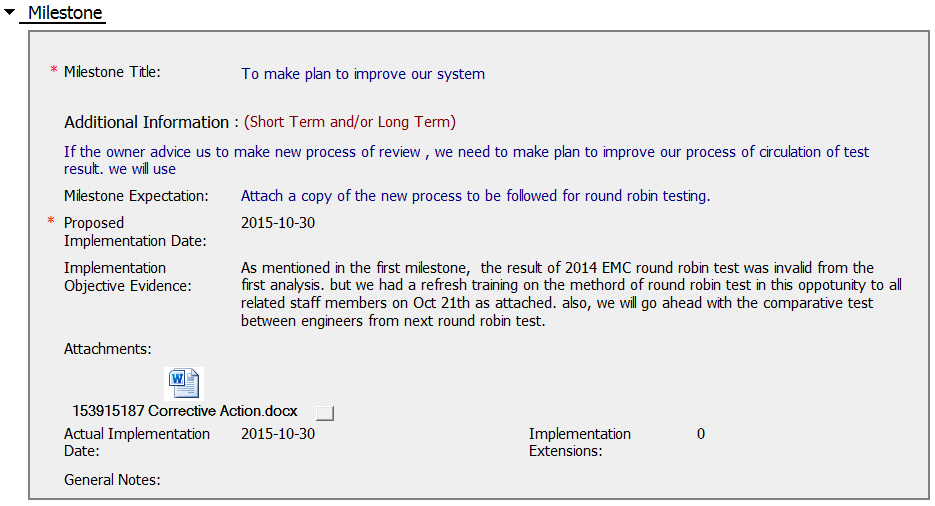 Milestone
* Milestone Title: To make plan to improve our system
Additional Information : (Short Term and/or Long Term)
If the owner advice us to make new process of review , we need to make plan to improve our process of circulation of test
result. we will use
Milestone Expectation: Attach a copy of the new process to be followed for round robin testing.
* Proposed 2015-10-30
Implementation Date:
Implementation As mentioned in the first milestone,  the result of 2014 EMC round robin test was invalid from the
Objective Evidence: first analysis. but we had a refresh training on the methord of round robin test in this oppotunity to all
related staff members on Oct 21th as attached. also, we will go ahead with the comparative test
between engineers from next round robin test.
Attachments:
W
153915187 Corrective Action.docx
Actual Implementation 2015-10-30 Implementation 0
Date: Extensions:
General Notes: